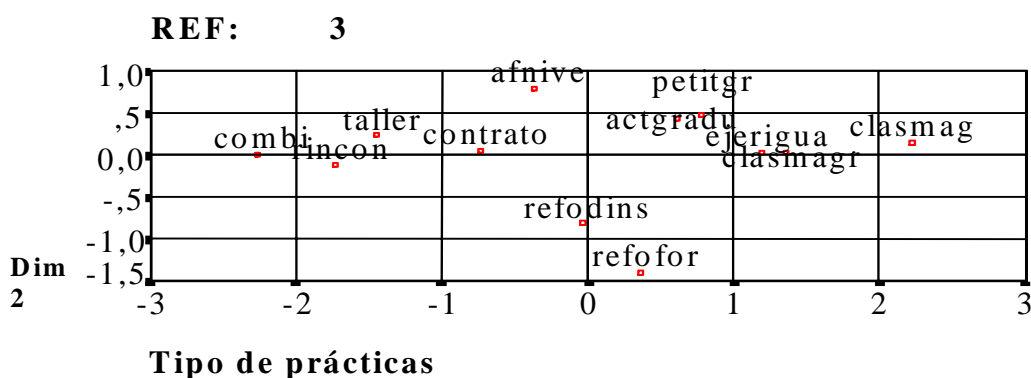 REF: 3
1,0
,5
0,0
-,5
-1,0
-1,5
afnive
petitgr
taller
actgradu
clasmag
combi
contrato
ejerigua
rincon
clasmagr
refodins
refofor
Dim
2
-3 -2 -1 0 1 2 3
Tipo de prácticas